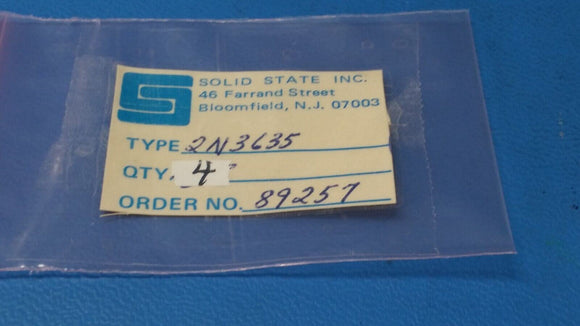 SOLID STATE INC.
46 Farrand Street
Bloomfield, N.J. 07003
TYPE 2N3635
QTY. 4
ORDER NO. 89257